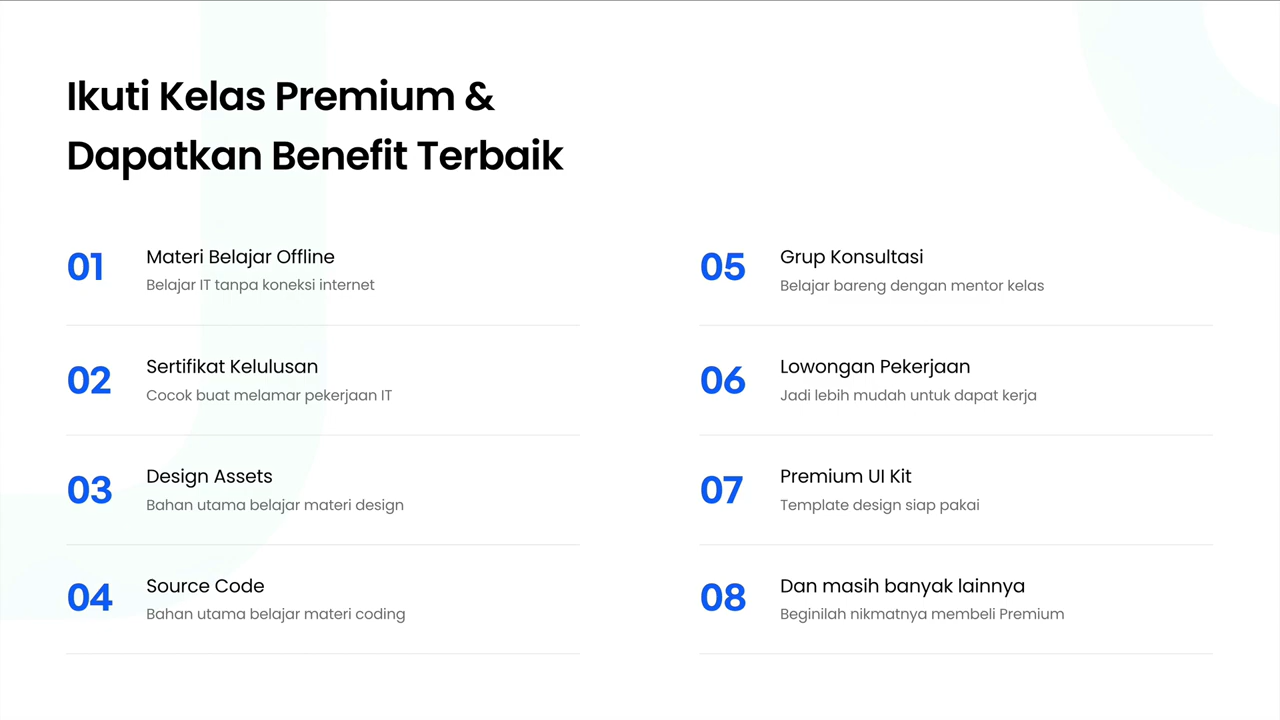 Ikuti Kelas Premium &
Dapatkan Benefit Terbaik
01
Materi Belajar Offline
Belajar IT tanpa koneksi internet
02
Sertifikat Kelulusan
Cocok buat melamar pekerjaan IT
03
Design Assets
Bahan utama belajar materi design
04
Source Code
Bahan utama belajar materi coding
05
Grup Konsultasi
Belajar bareng dengan mentor kelas
06
Lowongan Pekerjaan
Jadi lebih mudah untuk dapat kerja
07
Premium UI Kit
Template design siap pakai
08
Dan masih banyak lainnya
Beginilah nikmatnya membeli Premium